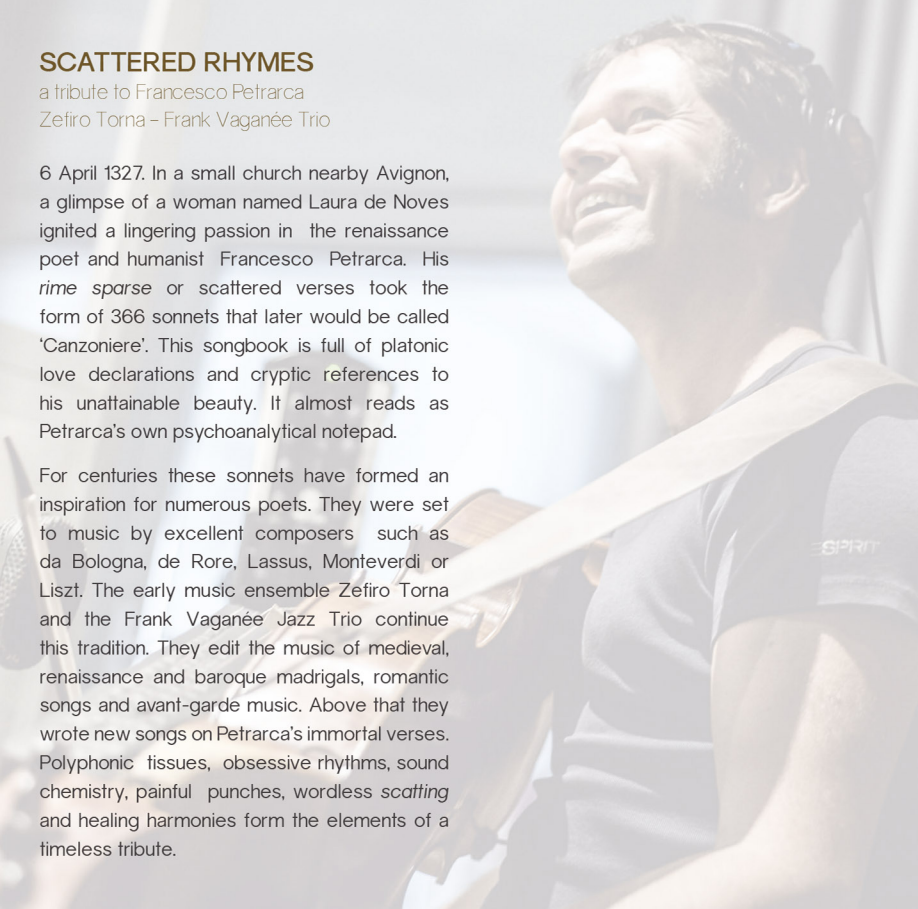 SCATTERED RHYMES
a tribute to Francesco Petrarca
Zefiro Torna – Frank Vaganée Trio
6 April 1327. In a small church nearby Avignon,
a glimpse of a woman named Laura de Noves
ignited a lingering passion in the renaissance
poet and humanist Francesco Petrarca. His
rime sparse or scattered verses took the
form of 366 sonnets that later would be called
‘Canzoniere’. This songbook is full of platonic
love declarations and cryptic references to
his unattainable beauty. It almost reads as
Petrarca’s own psychoanalytical notepad.
For centuries these sonnets have formed an
inspiration for numerous poets. They were set
to music by excellent composers such as
da Bologna, de Rore, Lassus, Monteverdi or
Liszt. The early music ensemble Zefiro Torna
and the Frank Vaganée Jazz Trio continue
this tradition. They edit the music of medieval,
renaissance and baroque madrigals, romantic
songs and avant-garde music. Above that they
wrote new songs on Petrarca’s immortal verses.
Polyphonic tissues, obsessive rhythms, sound
chemistry, painful punches, wordless scatting
and healing harmonies form the elements of a
timeless tribute.
ESPRIT